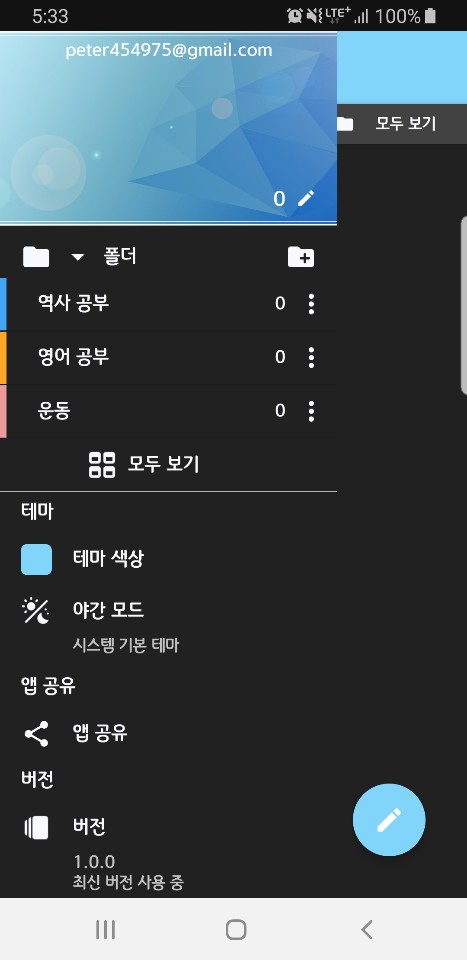 5:33 LTE+ 100%
peter454975@gmail.com
0
모두 보기
폴더
역사 공부 0
영어 공부 0
운동 0
모두 보기
테마
테마 색상
야간 모드
시스템 기본 테마
앱 공유
앱 공유
버전
버전
1.0.0
최신 버전 사용 중